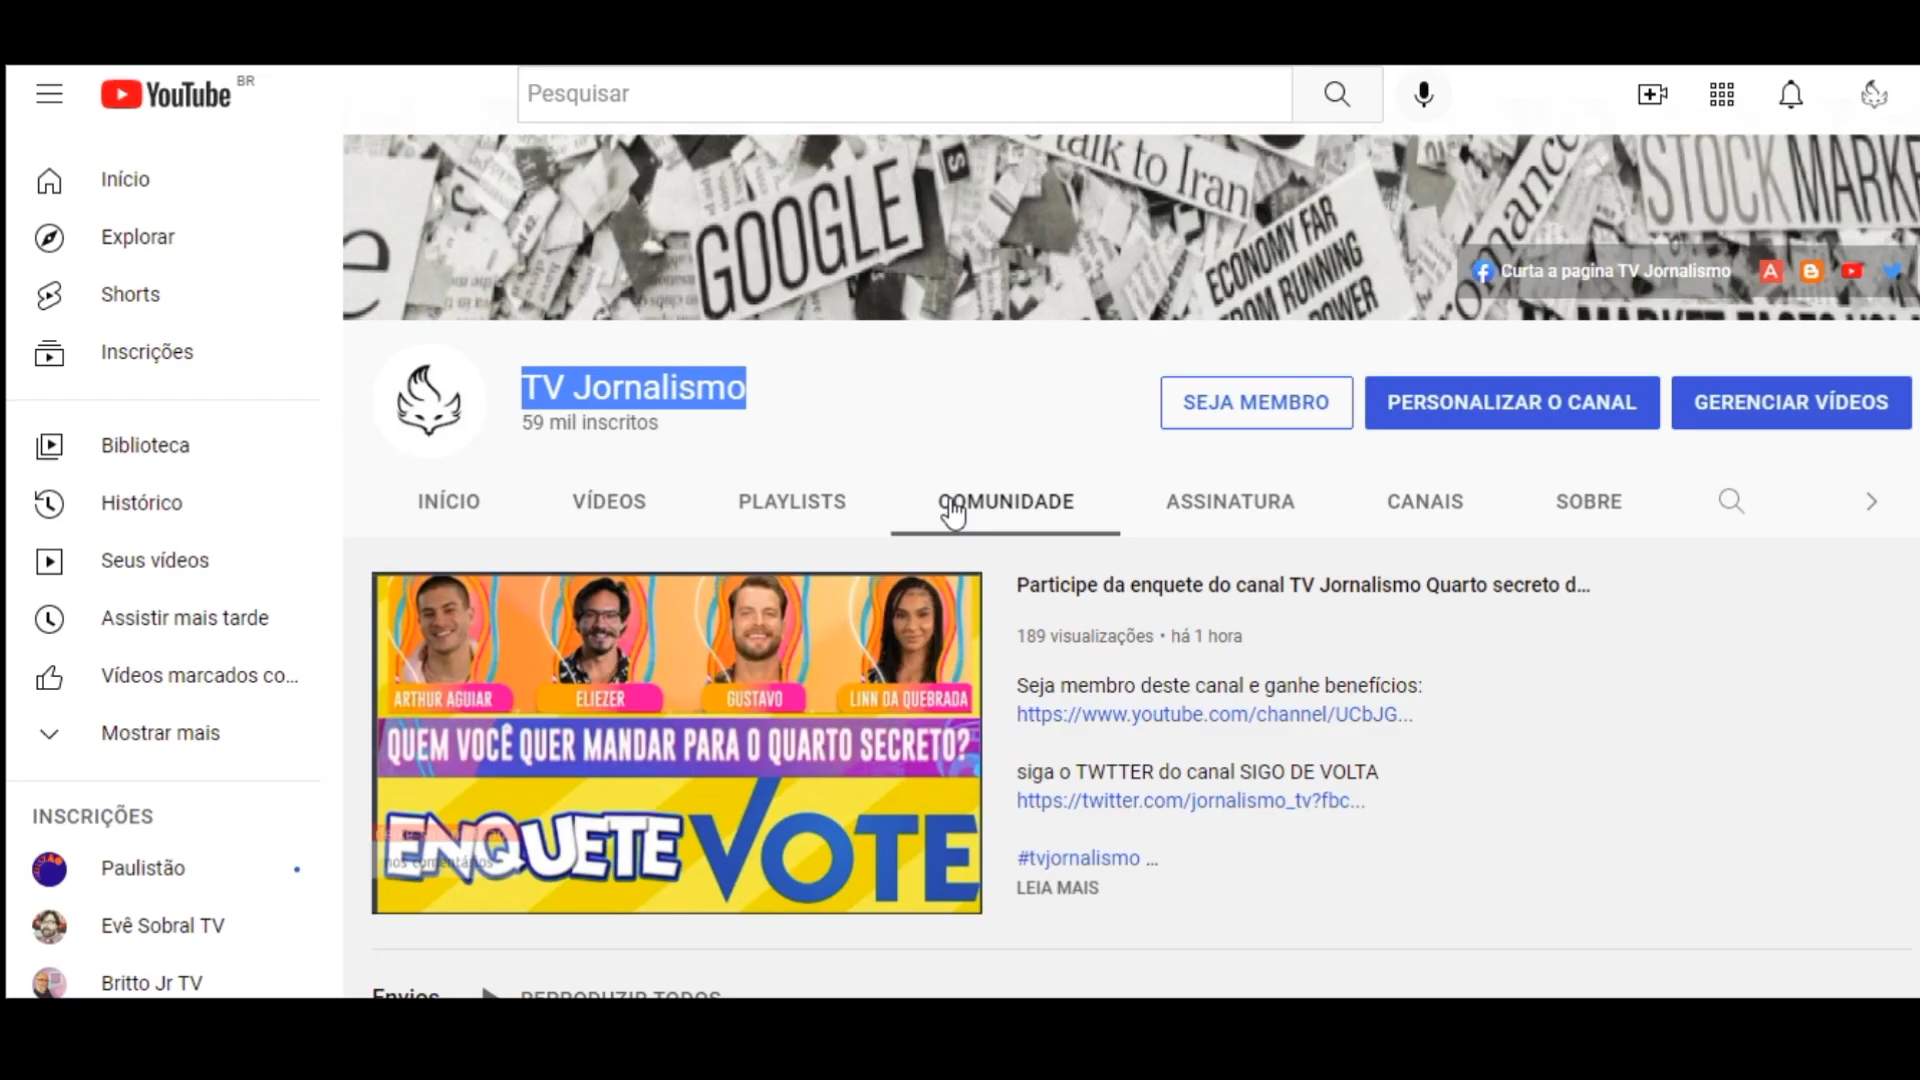 YouTube BR
Pesquisar
Início
Explorar
Shorts
Inscrições
Biblioteca
Histórico
Seus vídeos
Assistir mais tarde
Vídeos marcados co...
Mostrar mais
INSCRIÇÕES
Paulistão
Evê Sobral TV
Britto Jr TV
GOOGLE
talk to Iran
ECONOMY FAR
FROM RUNNING
POWER
STOCK MARKE
Curta a pagina TV Jornalismo
TV Jornalismo
59 mil inscritos
SEJA MEMBRO
PERSONALIZAR O CANAL
GERENCIAR VÍDEOS
INÍCIO
VÍDEOS
PLAYLISTS
COMUNIDADE
ASSINATURA
CANAIS
SOBRE
ARTHUR AGUIAR
ELIEZER
GUSTAVO
LINN DA QUEBRADA
QUEM VOCÊ QUER MANDAR PARA O QUARTO SECRETO?
ENQUETE VOTE
nos comentários
Participe da enquete do canal TV Jornalismo Quarto secreto d...
189 visualizações • há 1 hora
Seja membro deste canal e ganhe benefícios:
https://www.youtube.com/channel/UCbJG...
siga o TWTTER do canal SIGO DE VOLTA
https://twitter.com/jornalismo_tv?fbc...
#tvjornalismo ...
LEIA MAIS
Envios
REPRODUZIR TODOS